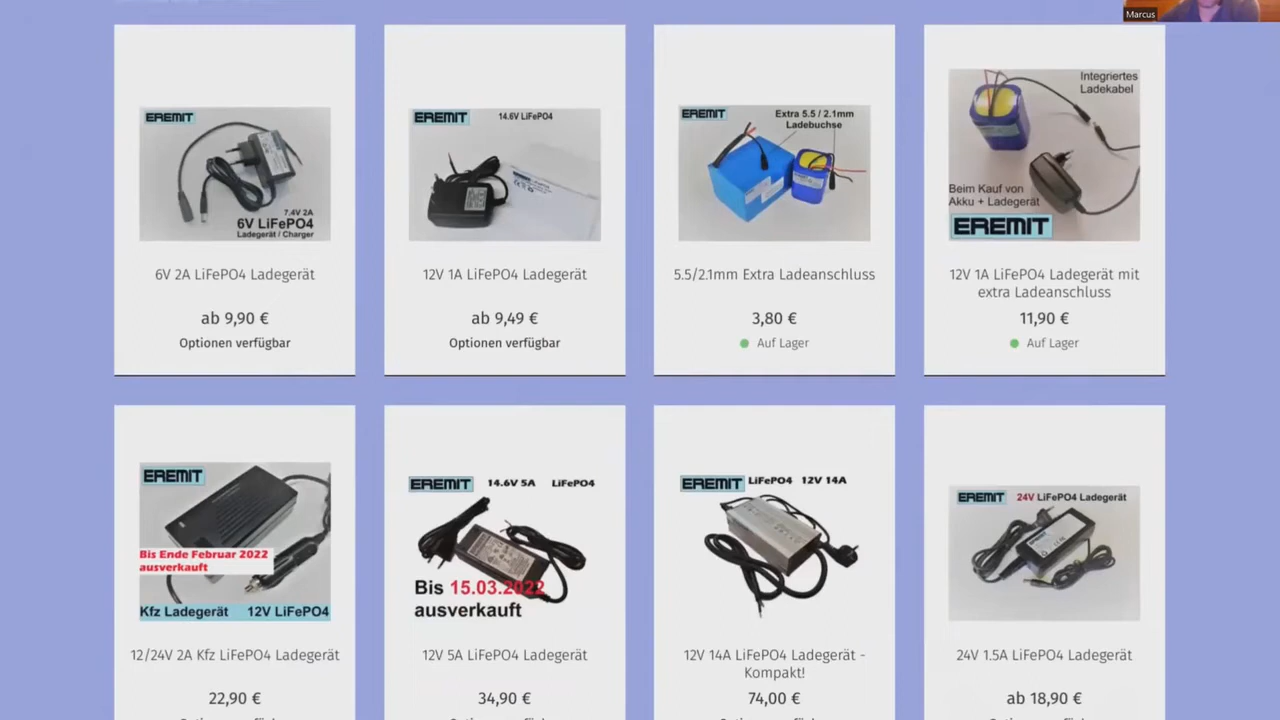 Marcus
EREMIT
7.4V 2A
6V LiFePO4
Ladegerät / Charger
6V 2A LiFePO4 Ladegerät
ab 9,90 €
Optionen verfügbar
EREMIT
14.6V LiFePO4
12V 1A LiFePO4 Ladegerät
ab 9,49 €
Optionen verfügbar
EREMIT
Extra 5.5 / 2.1mm
Ladebuchse
5.5/2.1mm Extra Ladeanschluss
3,80 €
Auf Lager
Integriertes
Ladekabel
Beim Kauf von
Akku + Ladegerät
EREMIT
12V 1A LiFePO4 Ladegerät mit
extra Ladeanschluss
11,90 €
Auf Lager
EREMIT
Bis Ende Februar 2022
ausverkauft
Kfz Ladegerät 12V LiFePO4
12/24V 2A Kfz LiFePO4 Ladegerät
22,90 €
EREMIT 14.6V 5A LiFePO4
Bis 15.03.2022
ausverkauft
12V 5A LiFePO4 Ladegerät
34,90 €
EREMIT LiFePO4 12V 14A
12V 14A LiFePO4 Ladegerät -
Kompakt!
74,00 €
EREMIT 24V LiFePO4 Ladegerät
24V 1.5A LiFePO4 Ladegerät
ab 18,90 €